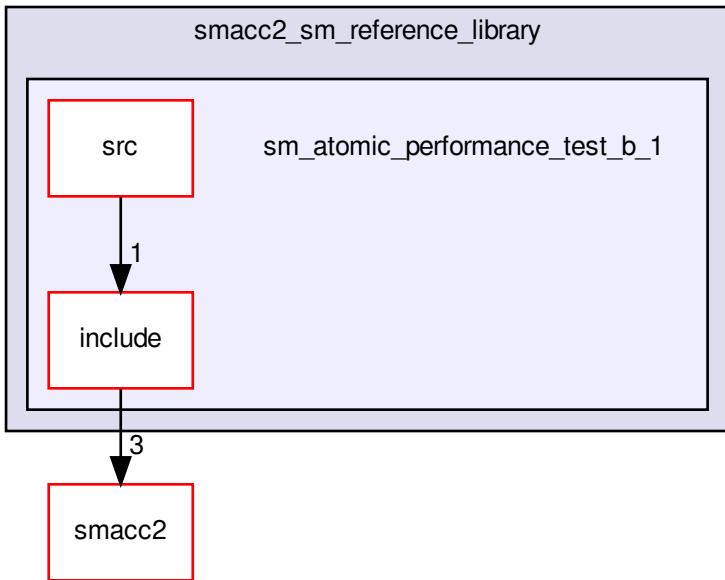 smacc2_sm_reference_library
src
sm_atomic_performance_test_b_1
1
include
3
smacc2